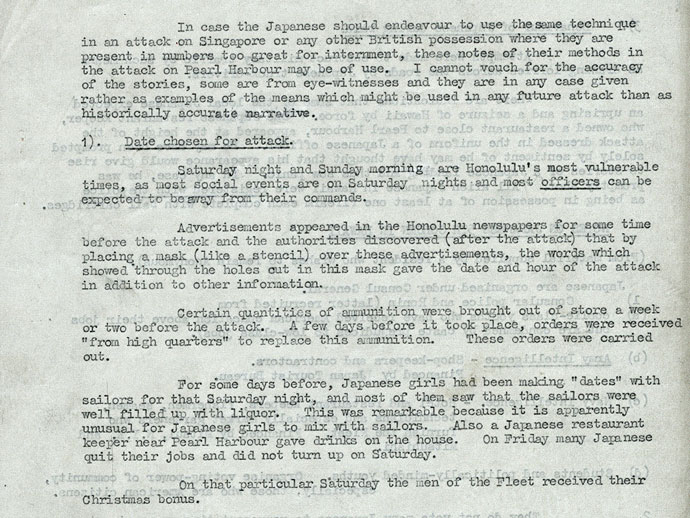 In case the Japanese should endeavour to use the same technique
in an attack on Singapore or any other British possession where they are
present in numbers too great for internment, these notes of their methods in
the attack on Pearl Harbour may be of use. I cannot vouch for the accuracy
of the stories, some are from eye-witnesses and they are in any case given
rather as examples of the means which might be used in any future attack than as
historically accurate narrative.
1). Date chosen for attack.
Saturday night and Sunday morning are Honolulu's most vulnerable
times, as most social events are on Saturday nights and most officers can be
expected to be away from their commands.
Advertisements appeared in the Honolulu newspapers for some time
before the attack and the authorities discovered (after the attack) that by
placing a mask (like a stencil) over these advertisements, the words which
showed through the holes cut in this mask gave the date and hour of the attack
in addition to other information.
Certain quantities of ammunition were brought out of store a week
or two before the attack. A few days before it took place, orders were received
"from high quarters" to replace this ammunition. These orders were carried
out.
For some days before, Japanese girls had been making "dates" with
sailors for that Saturday night, and most of them saw that the sailors were
well filled up with liquor. This was remarkable because it is apparently
unusual for Japanese girls to mix with sailors. Also a Japanese restaurant
keeper near Pearl Harbour gave drinks on the house. On Friday many Japanese
quit their jobs and did not turn up on Saturday.
On that particular Saturday the men of the Fleet received their
Christmas bonus.